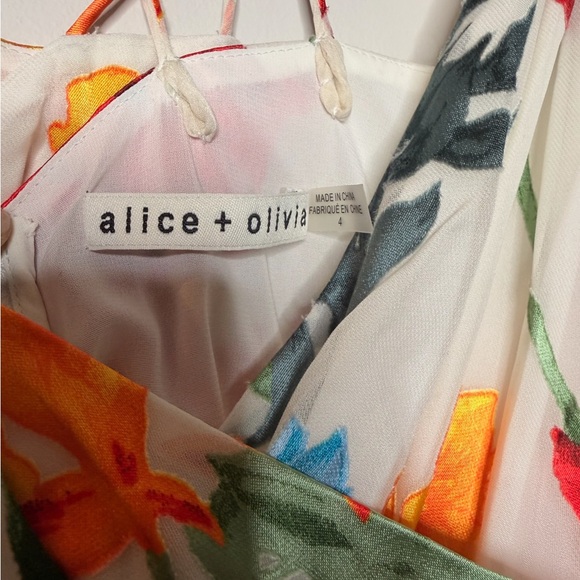 alice + olivia
MADE IN CHINA
FABRIQUÉ EN CHINE
4